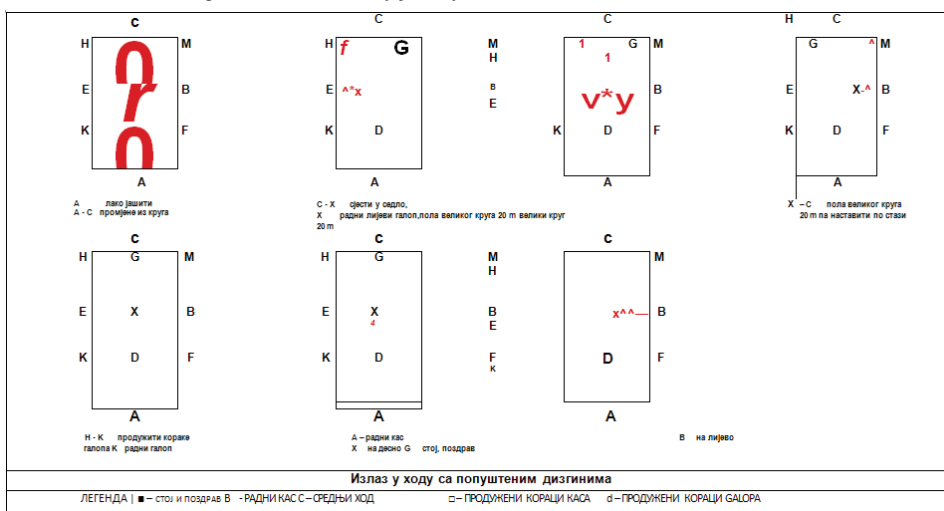 C C C H C
H M H f G M H 1 G M G ^ M
1
E B E ^*x B E v*y B E X-^ B
K F K D K D F K D F
A A A A
A лако јашити
A - C промјене из круга
C - X сјести у седло,
X радни лијеви галоп,пола великог круга 20 m велики круг
20 m
X – C пола великог круга
20 m па наставити по стази
C C C
H G M H G M H M
E X B E X B E x^^— B
4
K D F K D F K D F
A A A
H - K продужити кораке
галопа K радни галоп
A – радни кас
X на десно G стој, поздрав
B на лијево
Излаз у ходу са попуштеним дизгинима
ЛЕГЕНДА | ■ – стој и поздрав В - РАДНИ КАС С – СРЕДЊИ ХОД □ – ПРОДУЖЕНИ КОРАЦИ КАСА d – ПРОДУЖЕНИ КОРАЦИ GALOPA